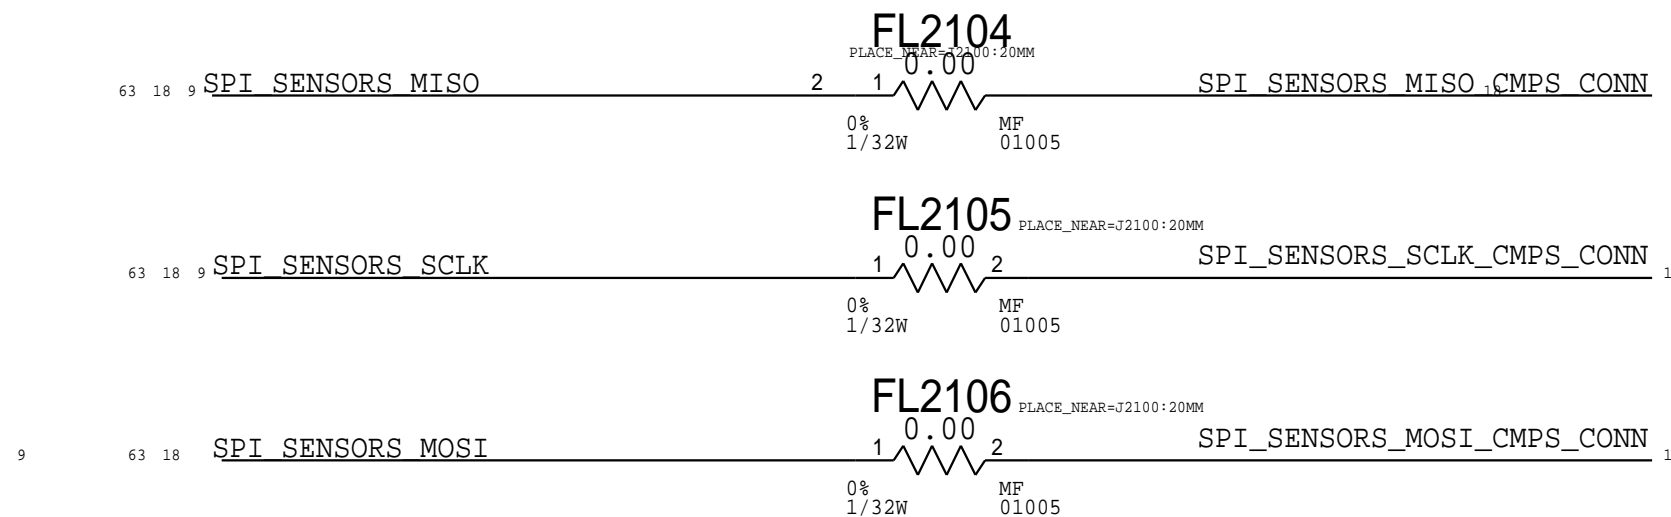 FL2104
PLACE_NEAR=J2100:20MM
0.00
63 18 9 SPI_SENSORS_MISO 2 1 SPI_SENSORS_MISO_CMPS_CONN 18
0% MF
1/32W 01005
FL2105 PLACE_NEAR=J2100:20MM
0.00
63 18 9 SPI_SENSORS_SCLK 1 2 SPI_SENSORS_SCLK_CMPS_CONN 1
0% MF
1/32W 01005
FL2106 PLACE_NEAR=J2100:20MM
0.00
9 63 18 SPI_SENSORS_MOSI 1 2 SPI_SENSORS_MOSI_CMPS_CONN 1
0% MF
1/32W 01005